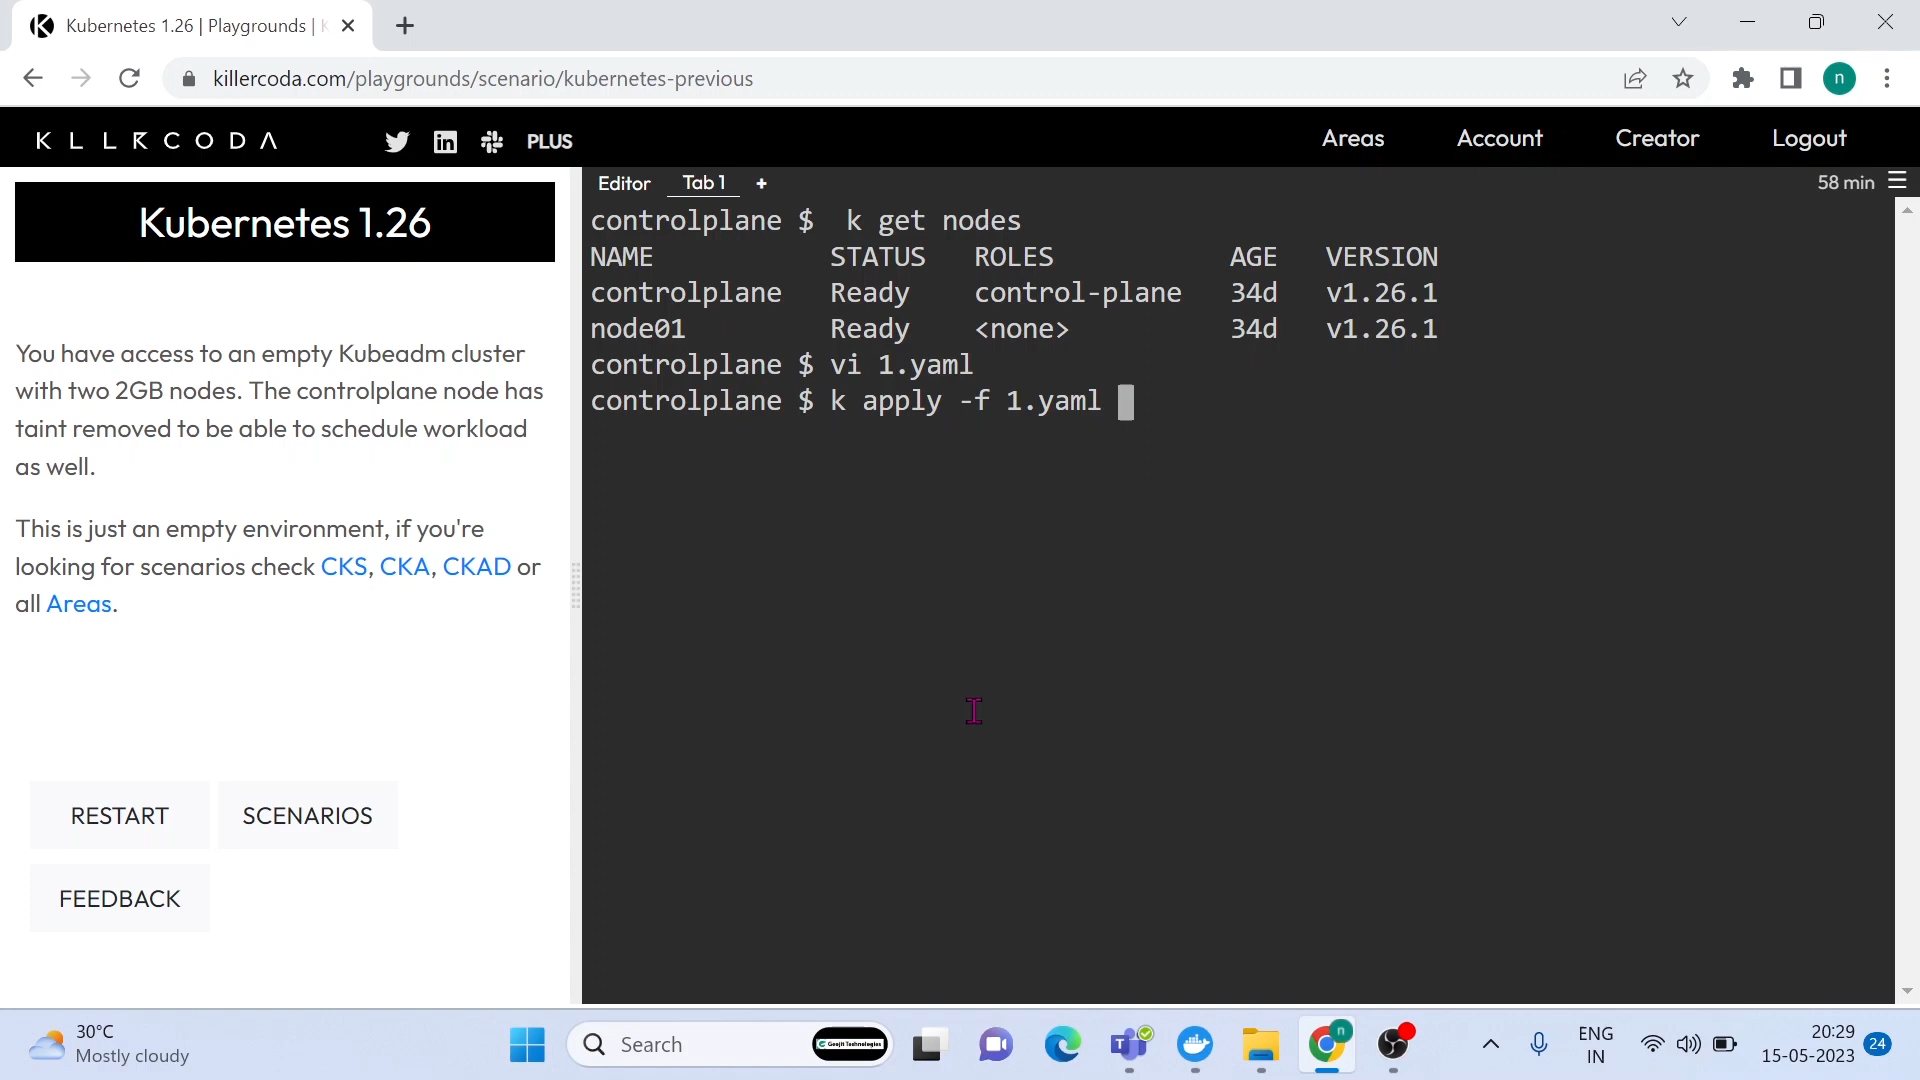 Kubernetes 1.26 | Playgrounds |
killercoda.com/playgrounds/scenario/kubernetes-previous
n
KLLRCODA
PLUS
Areas
Account
Creator
Logout
Kubernetes 1.26
You have access to an empty Kubeadm cluster
with two 2GB nodes. The controlplane node has
taint removed to be able to schedule workload
as well.
This is just an empty environment, if you're
looking for scenarios check CKS, CKA, CKAD or
all Areas.
RESTART
SCENARIOS
FEEDBACK
Editor Tab 1 +
58 min
controlplane $  k get nodes
NAME           STATUS   ROLES           AGE   VERSION
controlplane   Ready    control-plane   34d   v1.26.1
node01         Ready    <none>          34d   v1.26.1
controlplane $ vi 1.yaml
controlplane $ k apply -f 1.yaml
30°C
Mostly cloudy
Search
Geojit Technologies
n
ENG
IN
20:29
15-05-2023
24